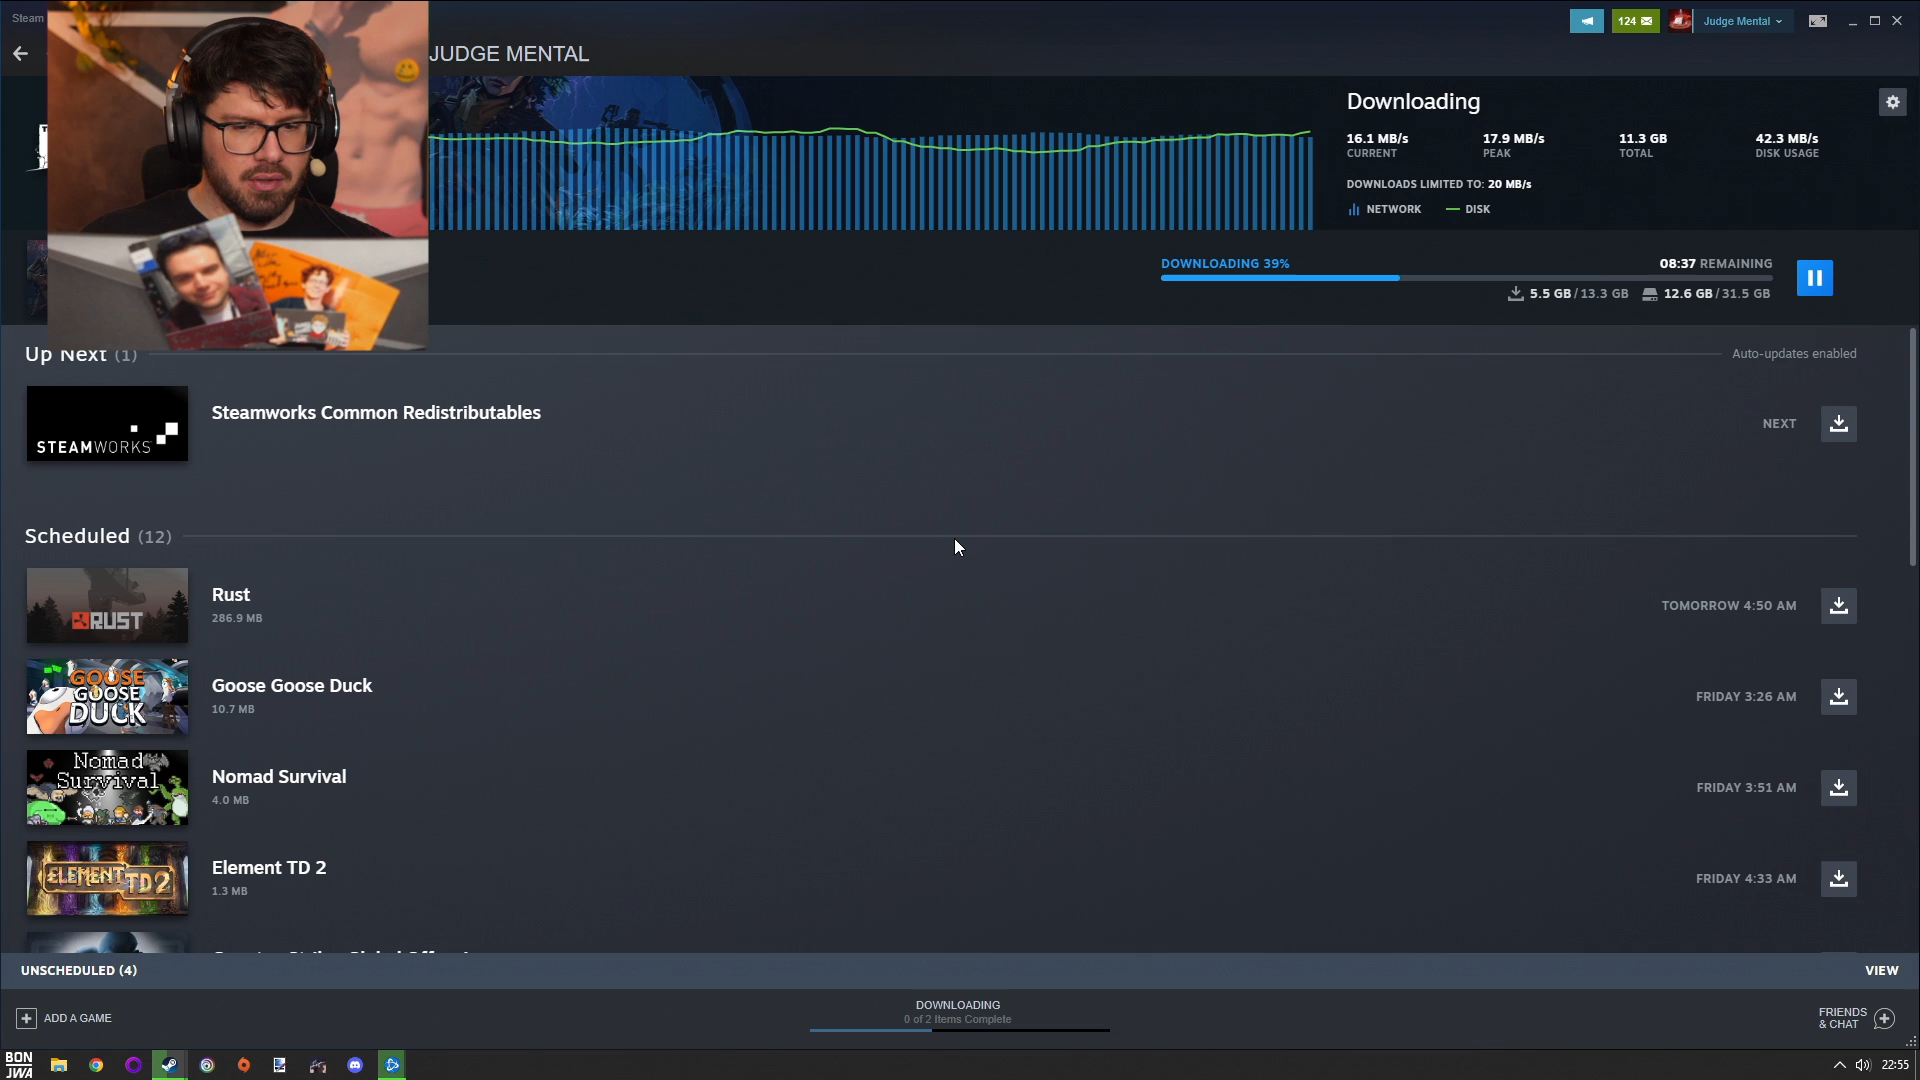 Steam
124
Judge Mental
JUDGE MENTAL
Downloading
16.1 MB/s
CURRENT
17.9 MB/s
PEAK
11.3 GB
TOTAL
42.3 MB/s
DISK USAGE
DOWNLOADS LIMITED TO: 20 MB/s
NETWORK
DISK
DOWNLOADING 39%
08:37 REMAINING
5.5 GB / 13.3 GB
12.6 GB / 31.5 GB
Up Next (1)
Auto-updates enabled
STEAMWORKS
Steamworks Common Redistributables
NEXT
Scheduled (12)
RUST
Rust
286.9 MB
TOMORROW 4:50 AM
GOOSE
GOOSE
DUCK
Goose Goose Duck
10.7 MB
FRIDAY 3:26 AM
Nomad
Survival
Nomad Survival
4.0 MB
FRIDAY 3:51 AM
ELEMENT TD 2
Element TD 2
1.3 MB
FRIDAY 4:33 AM
UNSCHEDULED (4)
VIEW
ADD A GAME
DOWNLOADING
0 of 2 Items Complete
FRIENDS
& CHAT
BON
JWA
22:55